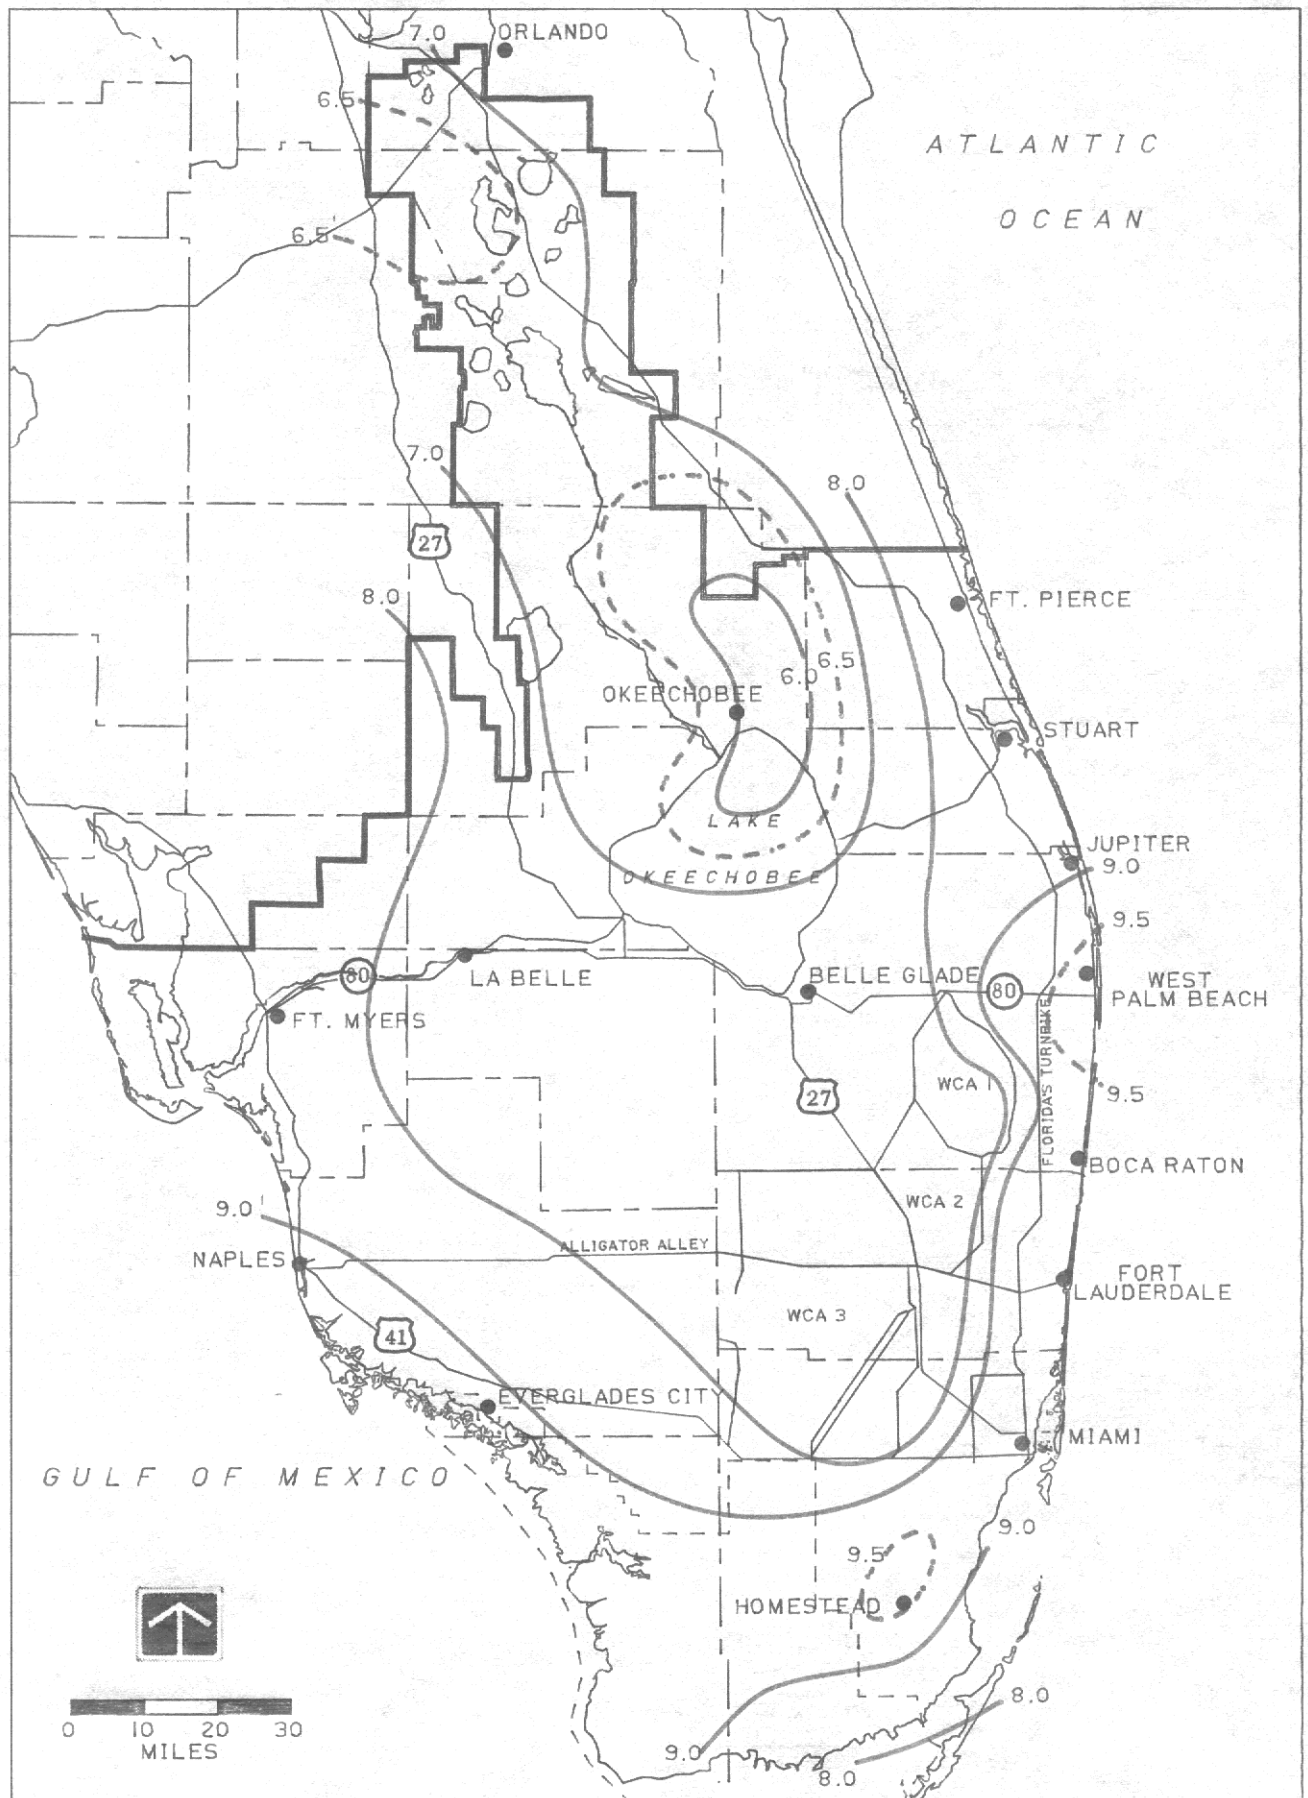 7.0
ORLANDO
6.5
ATLANTIC
OCEAN
6.5
7.0
8.0
27
8.0
FT. PIERCE
6.5
6.0
OKEECHOBEE
STUART
LAKE
JUPITER
9.0
OKEECHOBEE
9.5
LA BELLE
80
BELLE GLADE
80
WEST
PALM BEACH
FT. MYERS
FLORIDA'S TURNPIKE
WCA 1
27
9.5
BOCA RATON
WCA 2
9.0
ALLIGATOR ALLEY
NAPLES
FORT
LAUDERDALE
WCA 3
41
EVERGLADES CITY
MIAMI
GULF OF MEXICO
9.0
9.5
HOMESTEAD
8.0
0 10 20 30
MILES
9.0
8.0